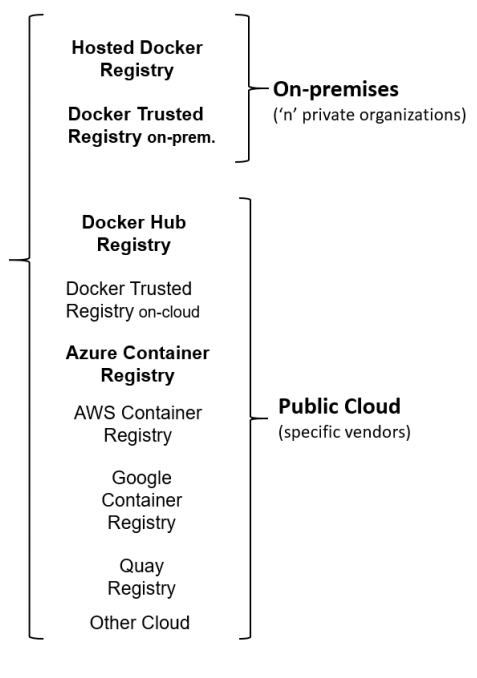 Hosted Docker
Registry
Docker Trusted
Registry on-prem.
On-premises
(‘n’ private organizations)
Docker Hub
Registry
Docker Trusted
Registry on-cloud
Azure Container
Registry
AWS Container
Registry
Google
Container
Registry
Quay
Registry
Other Cloud
Public Cloud
(specific vendors)